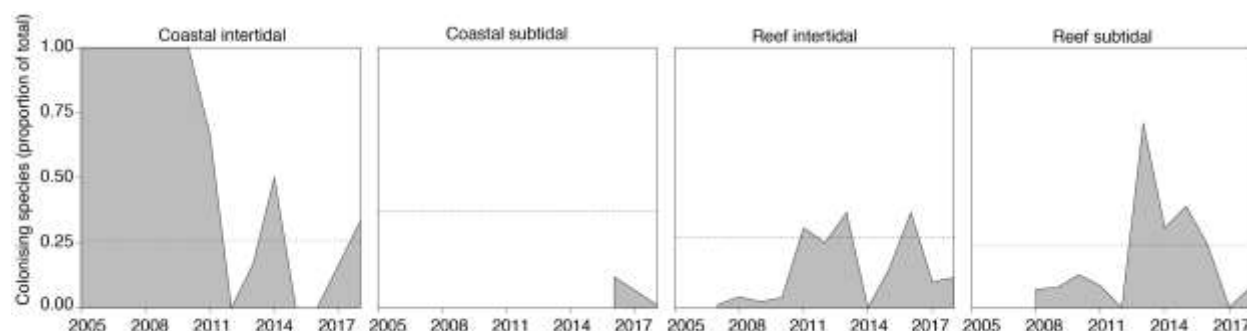 Coastal intertidal Coastal subtidal Reef intertidal Reef subtidal
Colonising species (proportion of total)
1.00
0.75
0.50
0.25
0.00
2005 2008 2011 2014 2017 2005 2008 2011 2014 2017 2005 2008 2011 2014 2017 2005 2008 2011 2014 2017